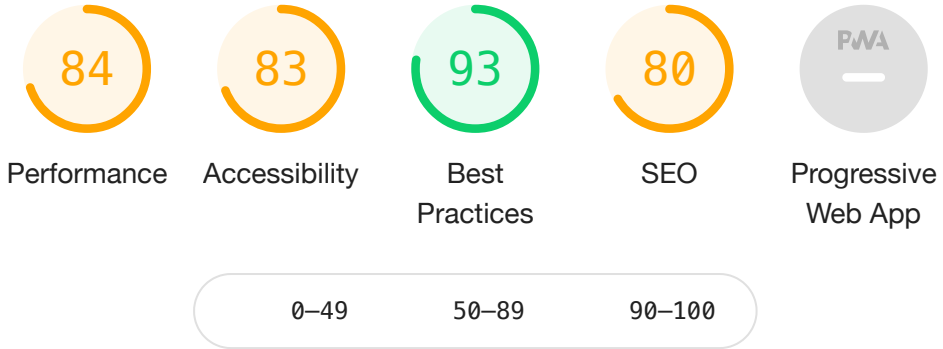 84 83 93 80 PWA
Performance Accessibility Best SEO Progressive
Practices Web App
0–49 50–89 90–100